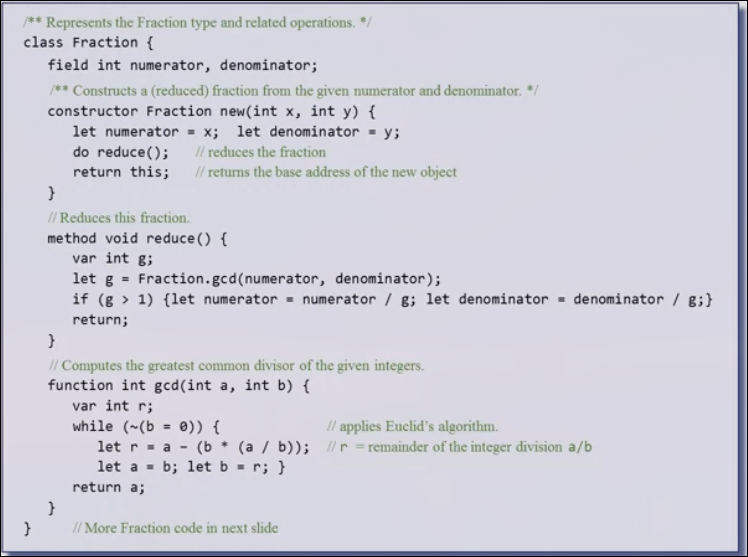 /** Represents the Fraction type and related operations. */
class Fraction {
field int numerator, denominator;
/** Constructs a (reduced) fraction from the given numerator and denominator. */
constructor Fraction new(int x, int y) {
let numerator = x; let denominator = y;
do reduce(); // reduces the fraction
return this; // returns the base address of the new object
}
// Reduces this fraction.
method void reduce() {
var int g;
let g = Fraction.gcd(numerator, denominator);
if (g > 1) {let numerator = numerator / g; let denominator = denominator / g;}
return;
}
// Computes the greatest common divisor of the given integers.
function int gcd(int a, int b) {
var int r;
while (~(b = 0)) { // applies Euclid’s algorithm.
let r = a - (b * (a / b)); // r = remainder of the integer division a/b
let a = b; let b = r; }
return a;
}
} // More Fraction code in next slide